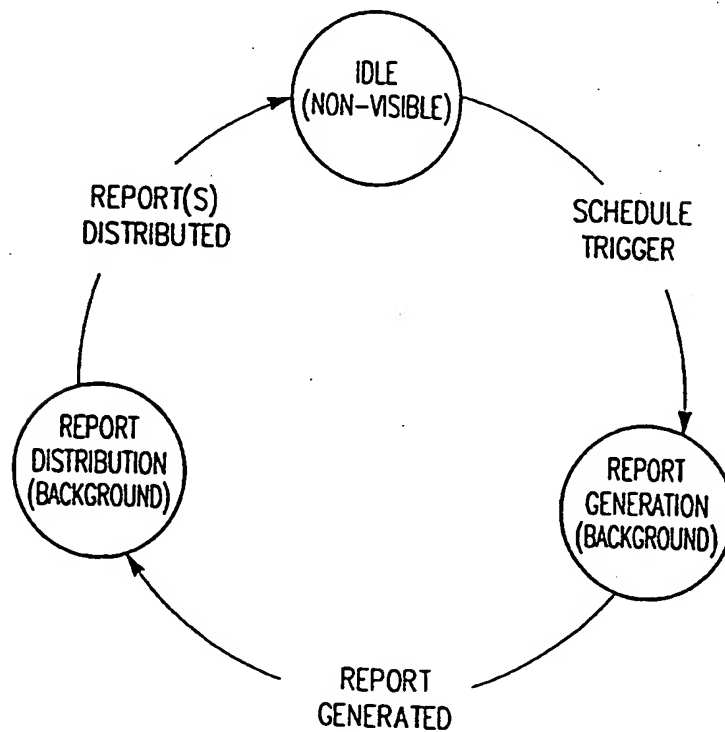 IDLE
(NON-VISIBLE)
REPORT(S)
DISTRIBUTED
SCHEDULE
TRIGGER
REPORT
DISTRIBUTION
(BACKGROUND)
REPORT
GENERATION
(BACKGROUND)
REPORT
GENERATED